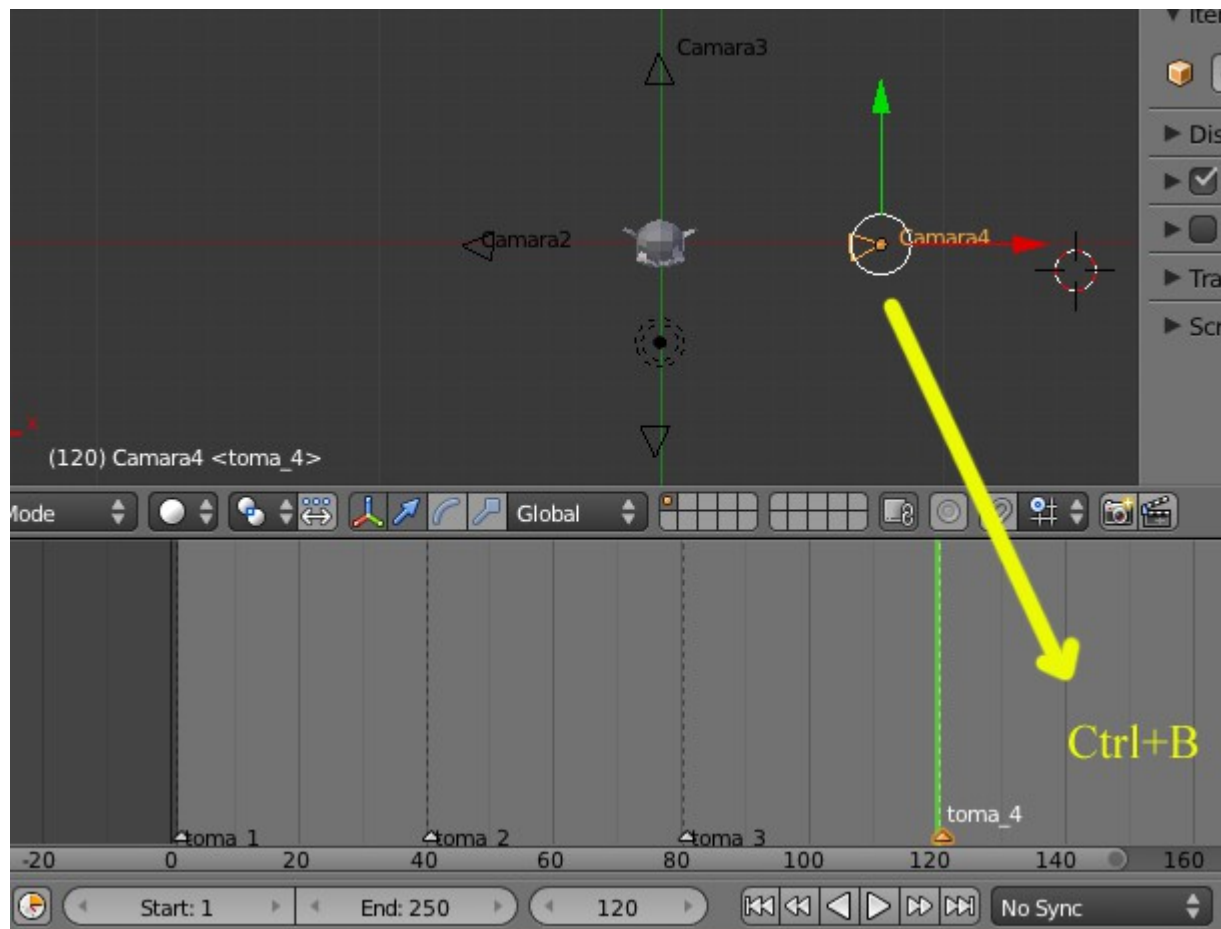 Camara3
Camara2
Camara4
(120) Camara4 <toma_4>
Global
Ctrl+B
toma_4
toma_1
toma_2
toma_3
-20 0 20 40 60 80 100 120 140 160
Start: 1
End: 250
120
No Sync